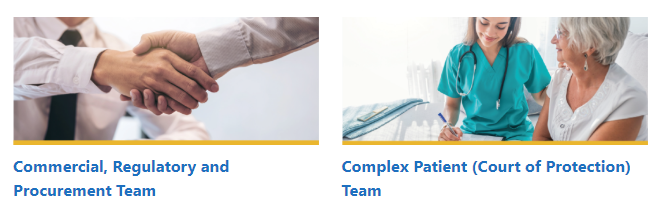 Commercial, Regulatory and
Procurement Team
Complex Patient (Court of Protection)
Team